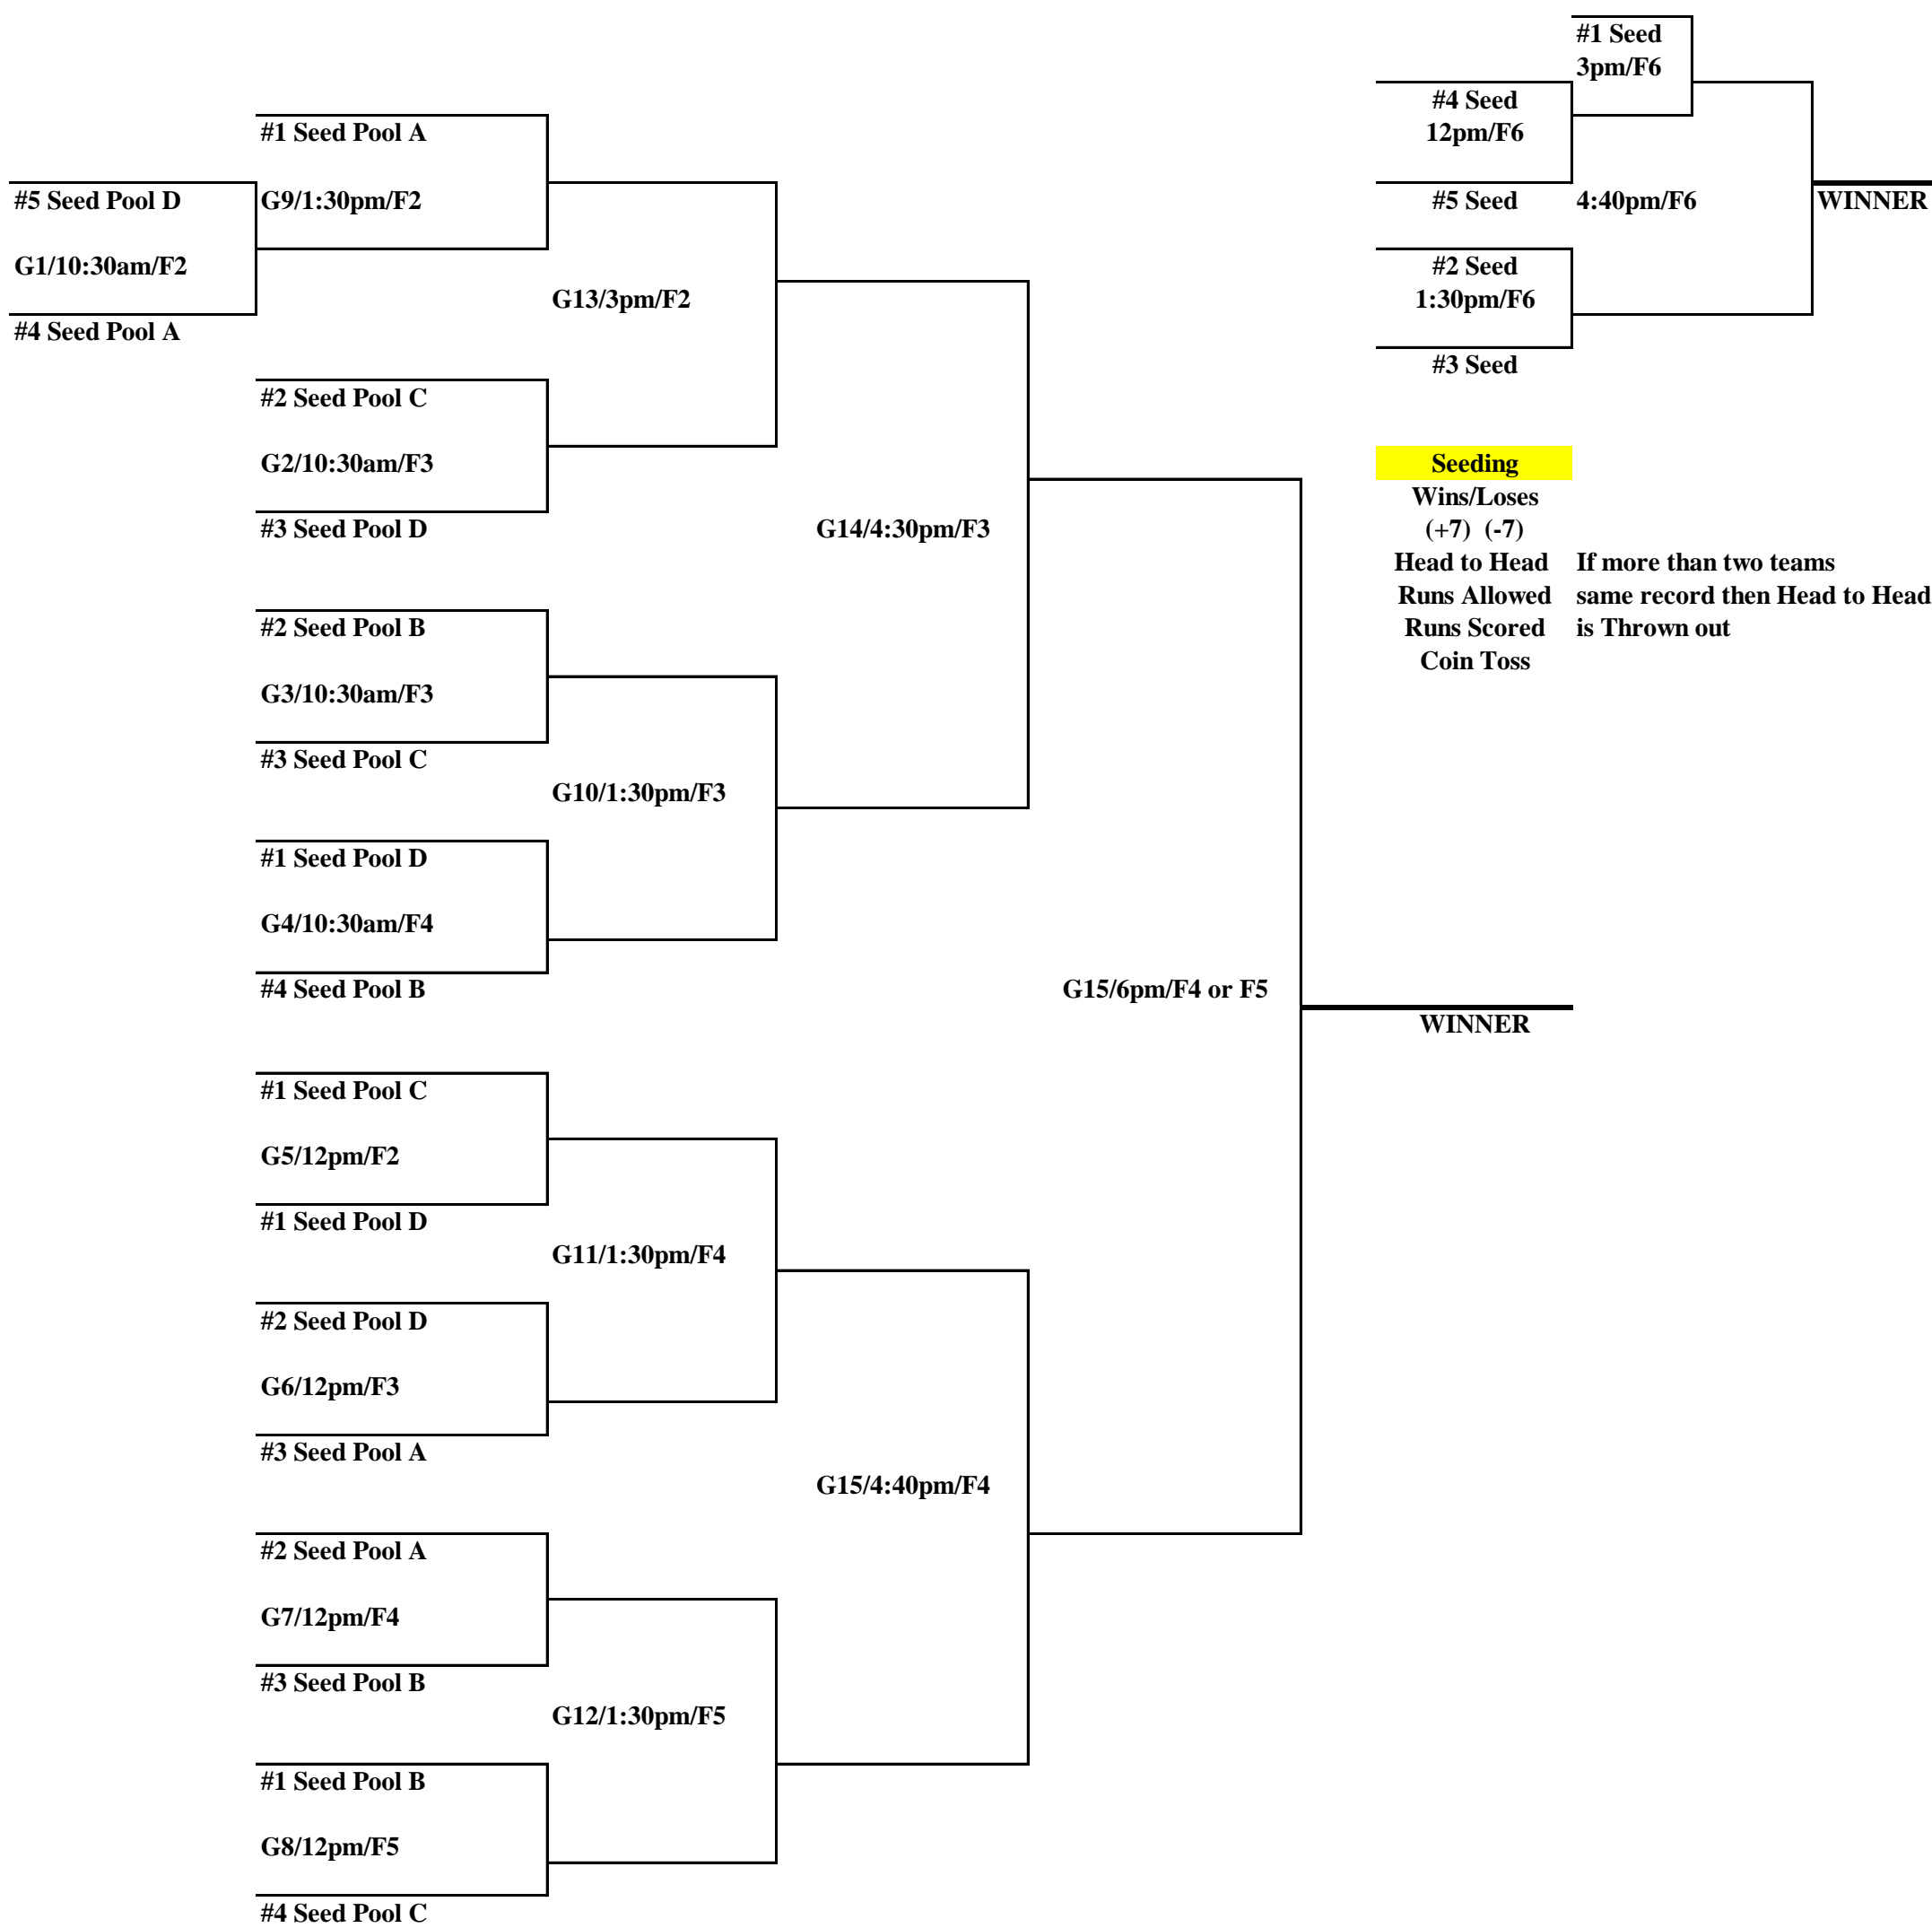 #1 Seed
3pm/F6
#4 Seed
12pm/F6
#5 Seed
4:40pm/F6
WINNER
#2 Seed
1:30pm/F6
#3 Seed
#1 Seed Pool A
#5 Seed Pool D
G9/1:30pm/F2
G1/10:30am/F2
#4 Seed Pool A
G13/3pm/F2
#2 Seed Pool C
G2/10:30am/F3
#3 Seed Pool D
G14/4:30pm/F3
#2 Seed Pool B
G3/10:30am/F3
#3 Seed Pool C
G10/1:30pm/F3
#1 Seed Pool D
G4/10:30am/F4
#4 Seed Pool B
G15/6pm/F4 or F5
WINNER
#1 Seed Pool C
G5/12pm/F2
#1 Seed Pool D
G11/1:30pm/F4
#2 Seed Pool D
G6/12pm/F3
#3 Seed Pool A
G15/4:40pm/F4
#2 Seed Pool A
G7/12pm/F4
#3 Seed Pool B
G12/1:30pm/F5
#1 Seed Pool B
G8/12pm/F5
#4 Seed Pool C
Seeding
Wins/Loses
(+7) (-7)
Head to Head
Runs Allowed
Runs Scored
Coin Toss
If more than two teams
same record then Head to Head
is Thrown out